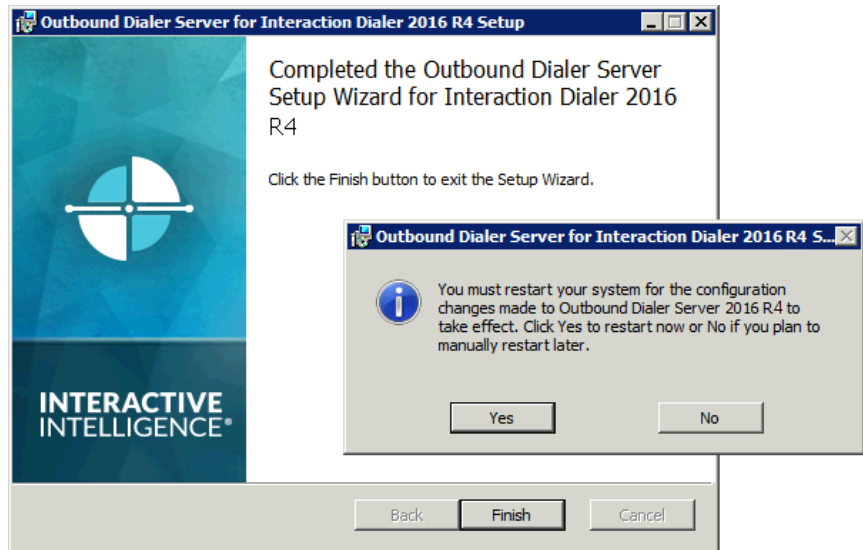 Outbound Dialer Server for Interaction Dialer 2016 R4 Setup
Completed the Outbound Dialer Server
Setup Wizard for Interaction Dialer 2016
R4
Click the Finish button to exit the Setup Wizard.
Outbound Dialer Server for Interaction Dialer 2016 R4 S...
You must restart your system for the configuration
changes made to Outbound Dialer Server 2016 R4 to
take effect. Click Yes to restart now or No if you plan to
manually restart later.
Yes
No
INTERACTIVE
INTELLIGENCE®
Back
Finish
Cancel